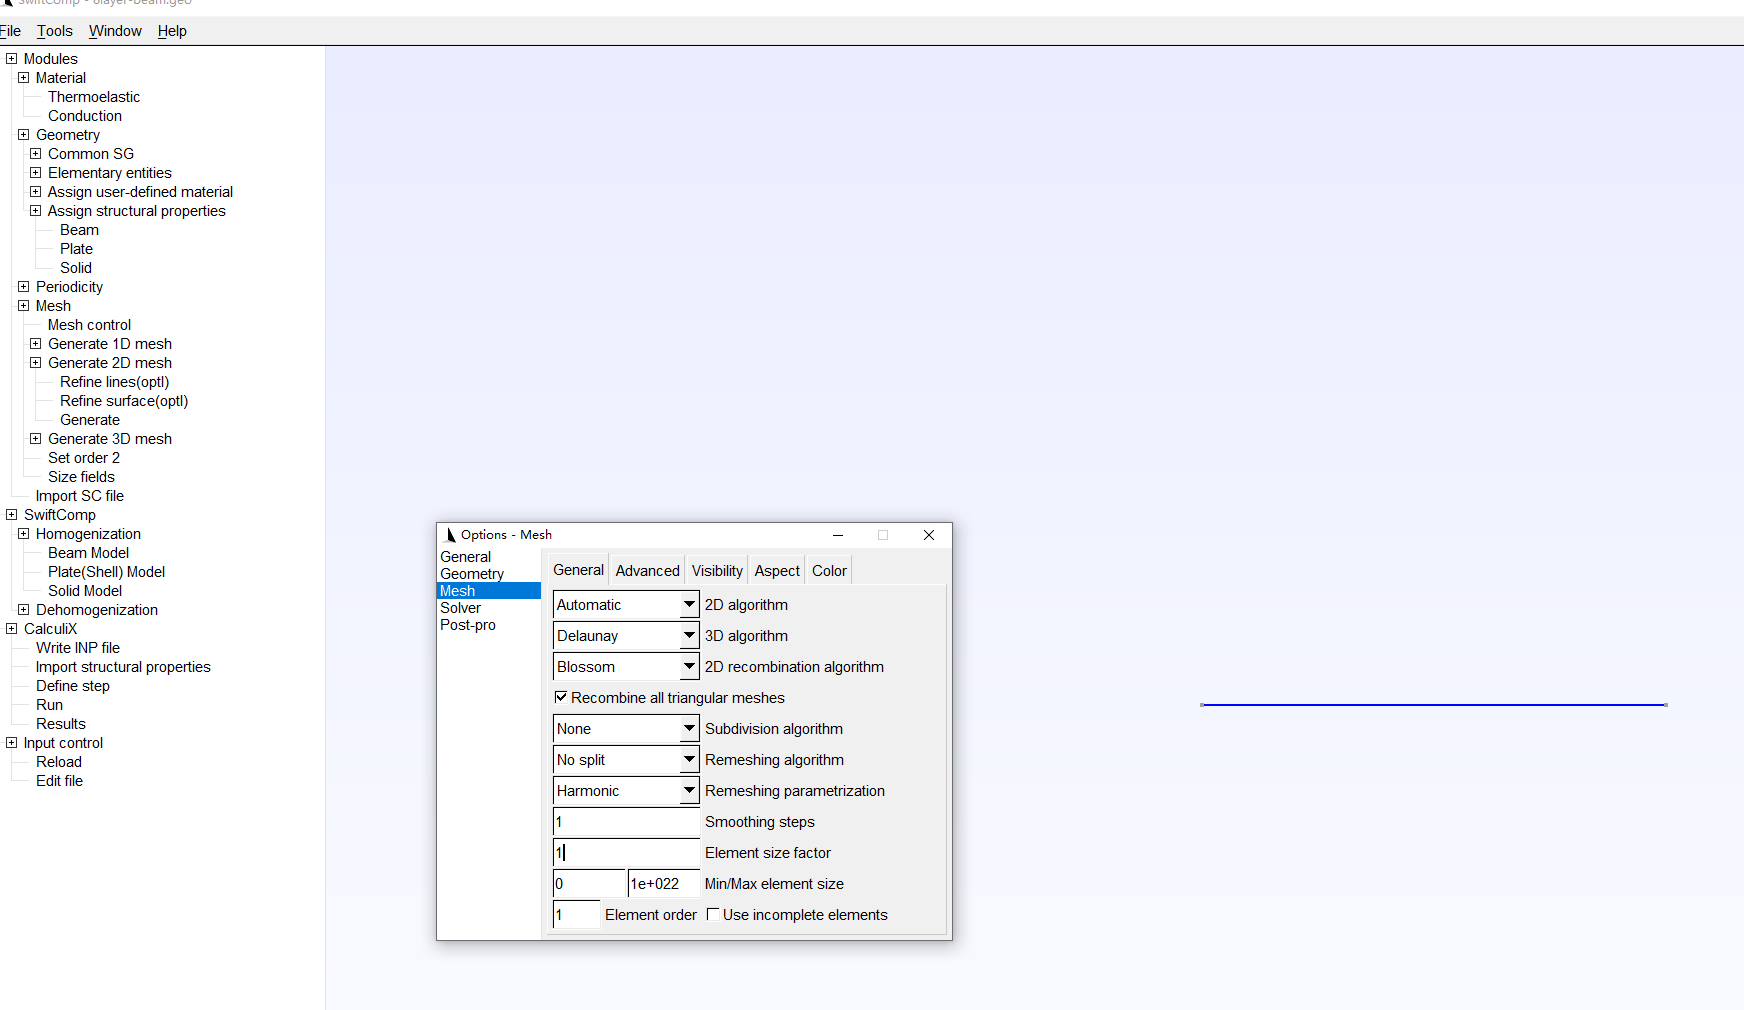 SwiftComp - 8layer-beam.geo
File Tools Window Help
Modules
Material
Thermoelastic
Conduction
Geometry
Common SG
Elementary entities
Assign user-defined material
Assign structural properties
Beam
Plate
Solid
Periodicity
Mesh
Mesh control
Generate 1D mesh
Generate 2D mesh
Refine lines(optl)
Refine surface(optl)
Generate
Generate 3D mesh
Set order 2
Size fields
Import SC file
SwiftComp
Homogenization
Beam Model
Plate(Shell) Model
Solid Model
Dehomogenization
CalculiX
Write INP file
Import structural properties
Define step
Run
Results
Input control
Reload
Edit file
Options - Mesh
General
Geometry
Mesh
Solver
Post-pro
General Advanced Visibility Aspect Color
Automatic 2D algorithm
Delaunay 3D algorithm
Blossom 2D recombination algorithm
Recombine all triangular meshes
None Subdivision algorithm
No split Remeshing algorithm
Harmonic Remeshing parametrization
1 Smoothing steps
1 Element size factor
0 1e+022 Min/Max element size
1 Element order Use incomplete elements